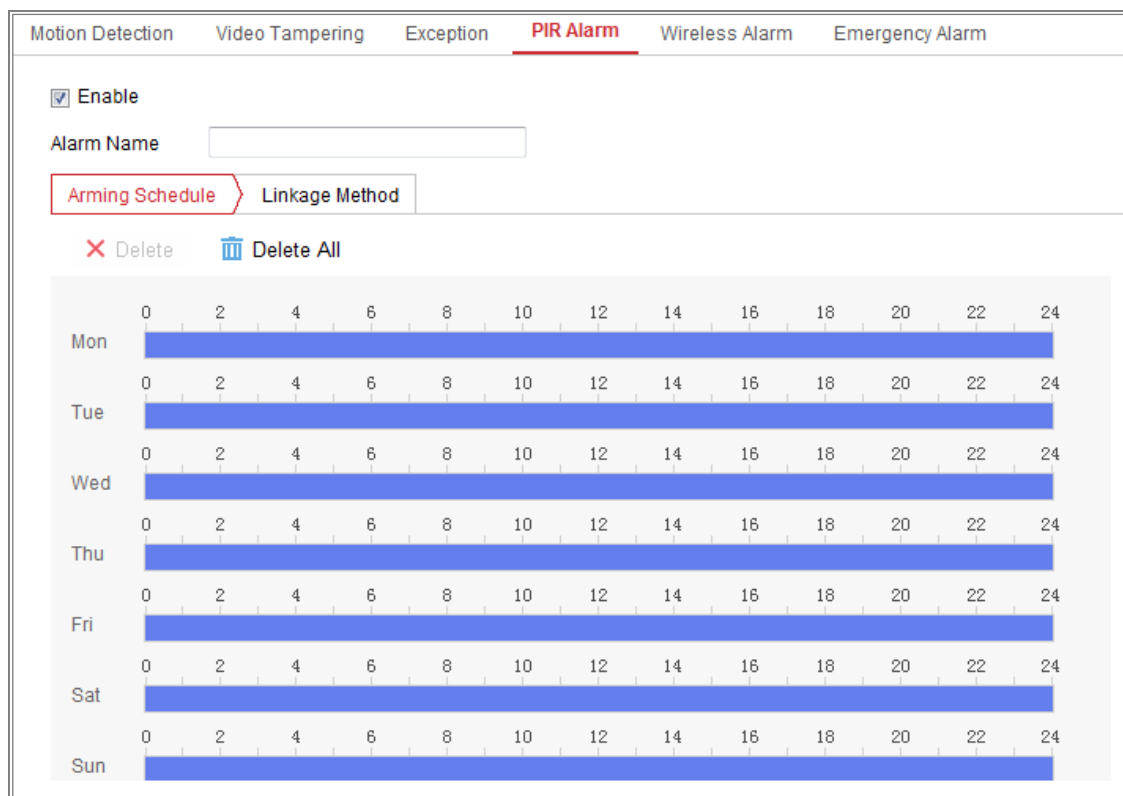 Motion Detection Video Tampering Exception PIR Alarm Wireless Alarm Emergency Alarm
Enable
Alarm Name
Arming Schedule Linkage Method
Delete Delete All
0 2 4 6 8 10 12 14 16 18 20 22 24
Mon
0 2 4 6 8 10 12 14 16 18 20 22 24
Tue
0 2 4 6 8 10 12 14 16 18 20 22 24
Wed
0 2 4 6 8 10 12 14 16 18 20 22 24
Thu
0 2 4 6 8 10 12 14 16 18 20 22 24
Fri
0 2 4 6 8 10 12 14 16 18 20 22 24
Sat
0 2 4 6 8 10 12 14 16 18 20 22 24
Sun